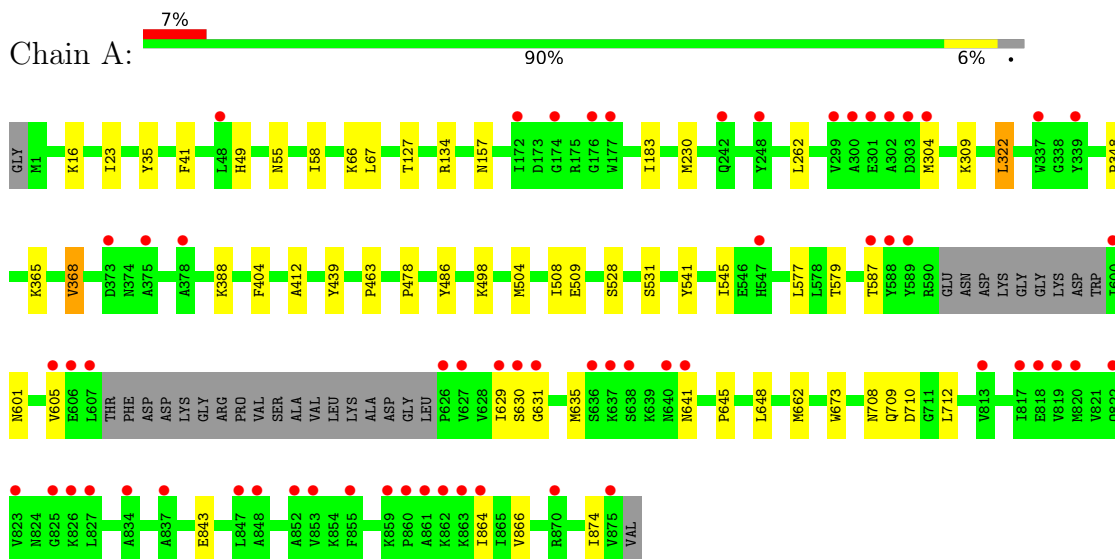 7%
Chain A:
90% 6% •
GLY M1 K16 I23 Y35 F41 L48 H49 N55 I58 K66 L67 T127 R134 N157 I172 D173 G174 R175 G176 W177 I183 M230 Q242 Y248 L262 V299 A300 E301 A302 D303 M304 K309 L322 W337 G338 Y339
K365 V368 D373 N374 A375 A378 K388 F404 A412 Y439 P463 P478 Y486 K498 M504 I508 E509 S528 S531 Y541 I545 E546 H547 L577 L578 T579 T587 Y588 Y589 R590 GLU ASN ASP LYS GLY GLY LYS ASP TRP
N601 V605 E606 L607 THR PHE ASP ASP LYS GLY ARG PRO VAL SER ALA VAL LEU LYS ALA ASP GLY LEU P626 V627 V628 I629 S630 G631 M635 S636 K637 S638 K639 N640 N641 P645 L648 M662 W673 N708 Q709 D710 G711 L712 V813 I817 E818 V819 M820 V821
V823 N824 G825 K826 L827 A834 A837 E843 L847 A848 A852 V853 K854 F855 K859 P860 A861 K862 K863 I864 I865 V866 R870 I874 V875 VAL